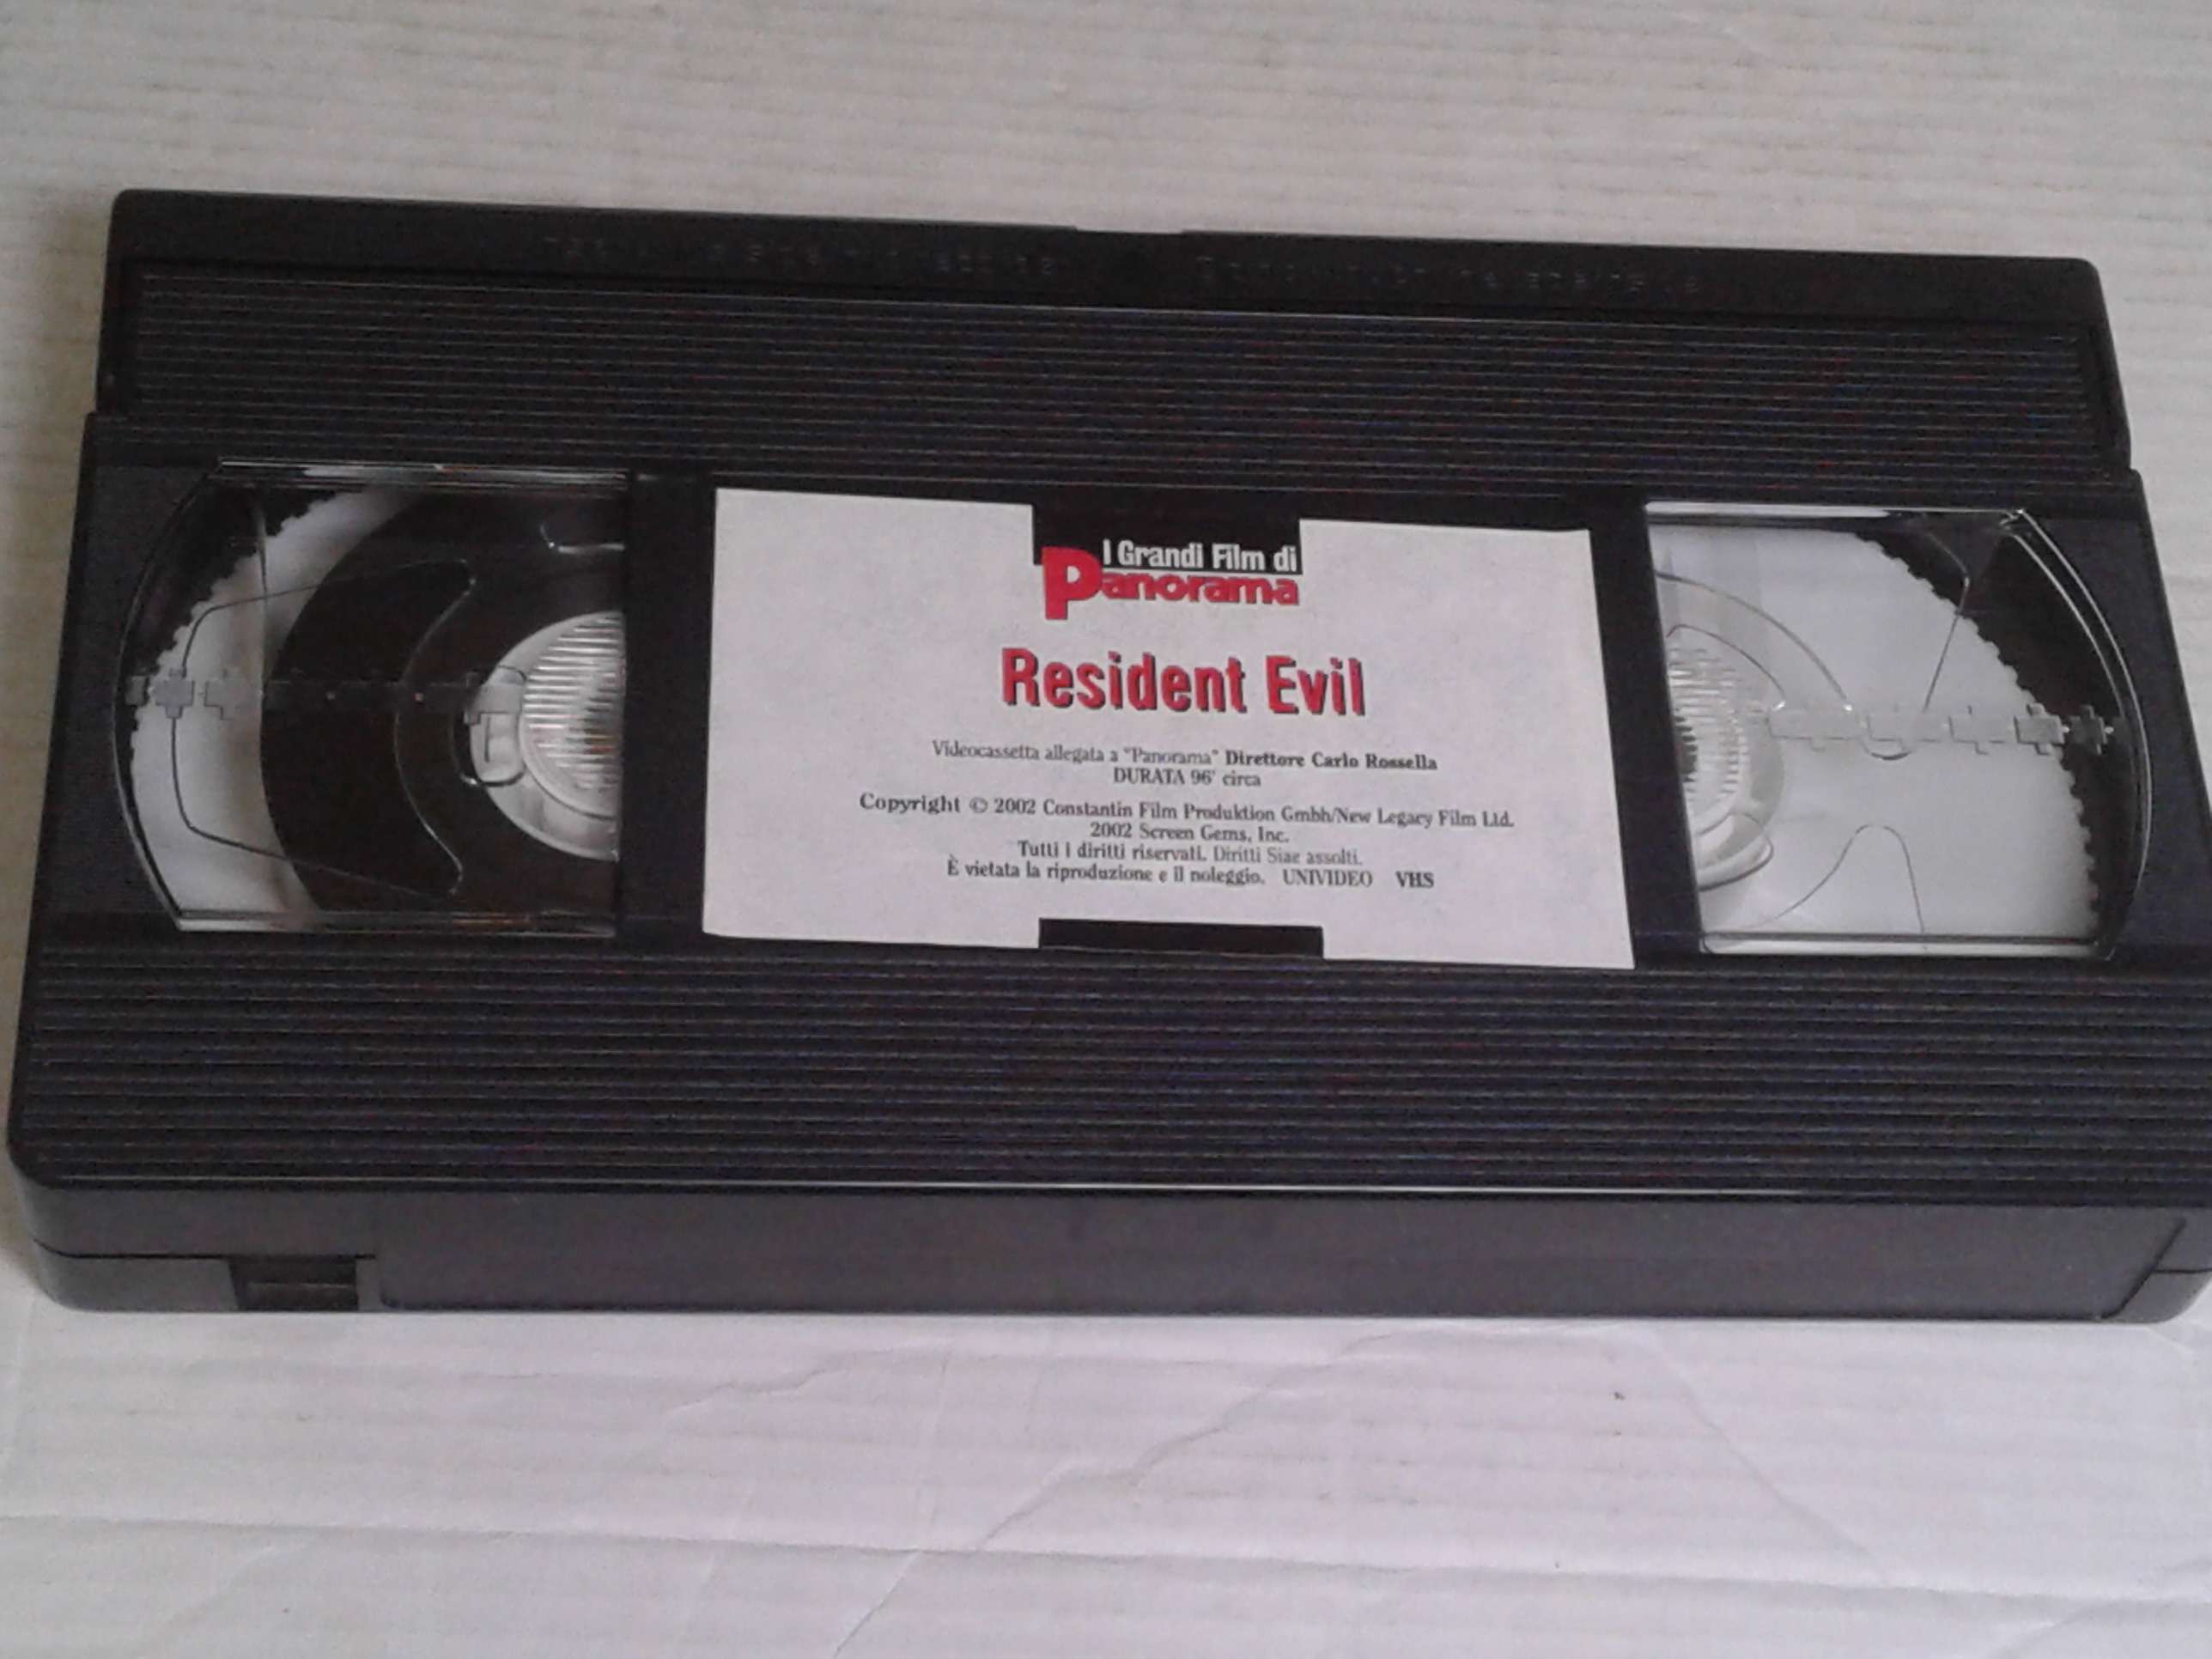 I Grandi Film di
Panorama
Resident Evil
Videocassetta allegata a "Panorama" Direttore Carlo Rossella
DURATA 96' circa
Copyright © 2002 Constantin Film Produktion Gmbh/New Legacy Film Ltd.
2002 Screen Gems, Inc.
Tutti i diritti riservati. Diritti Siae assolti.
È vietata la riproduzione e il noleggio. UNIVIDEO VHS